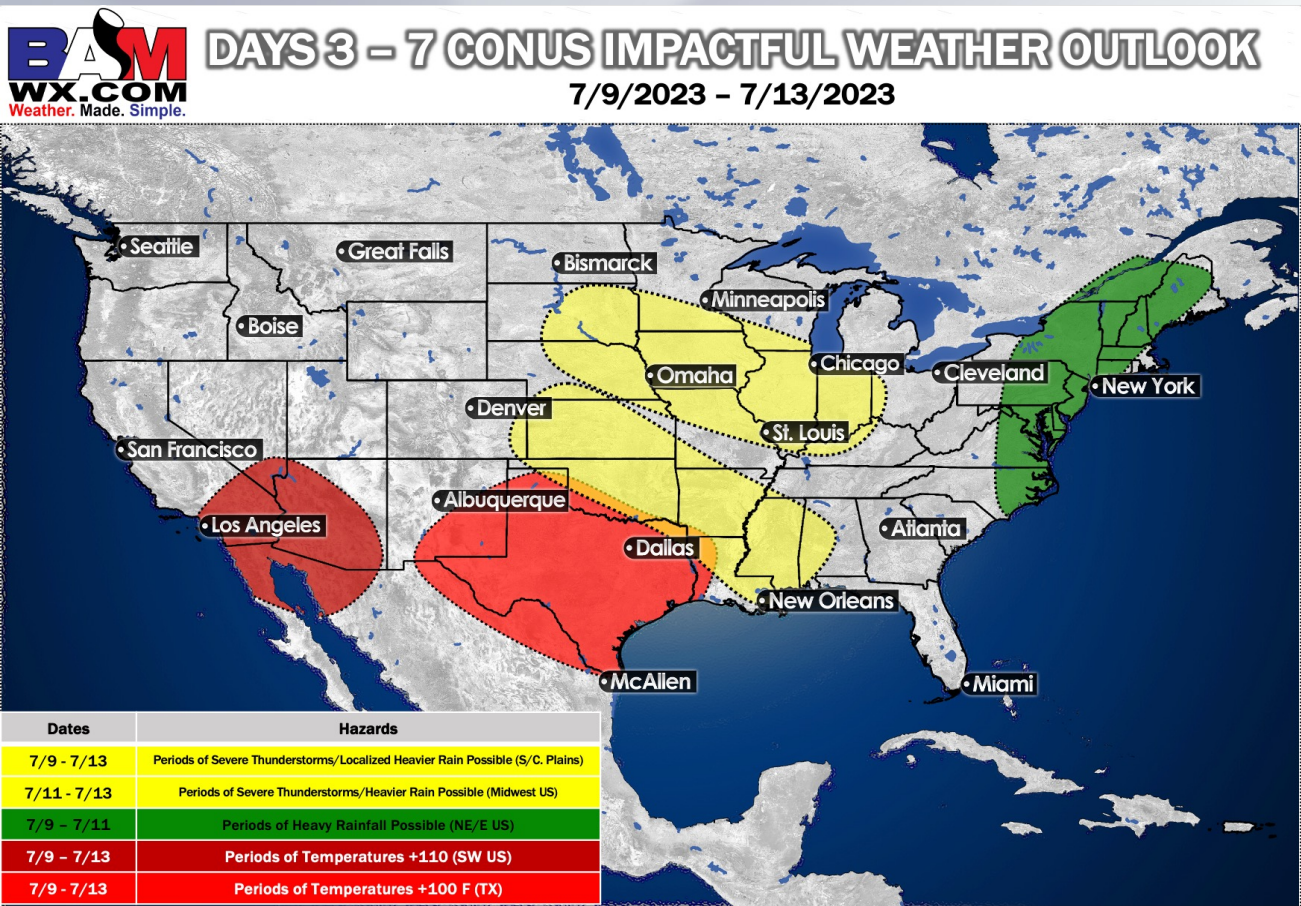 BAM
WX.COM
Weather. Made. Simple.
DAYS 3 – 7 CONUS IMPACTFUL WEATHER OUTLOOK
7/9/2023 – 7/13/2023
Seattle
Great Falls
Bismarck
Minneapolis
Boise
Chicago
Cleveland
Omaha
New York
Denver
St. Louis
San Francisco
Albuquerque
Los Angeles
Atlanta
Dallas
New Orleans
McAllen
Miami
Dates Hazards
7/9 - 7/13 Periods of Severe Thunderstorms/Localized Heavier Rain Possible (S/C. Plains)
7/11 - 7/13 Periods of Severe Thunderstorms/Heavier Rain Possible (Midwest US)
7/9 – 7/11 Periods of Heavy Rainfall Possible (NE/E US)
7/9 – 7/13 Periods of Temperatures +110 (SW US)
7/9 - 7/13 Periods of Temperatures +100 F (TX)